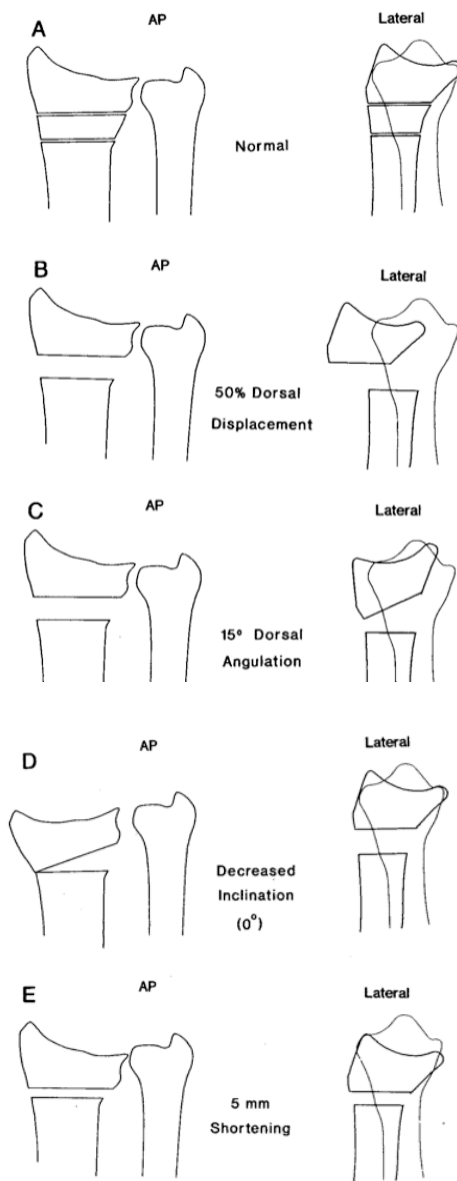 A
AP
Lateral
Normal
B
AP
Lateral
50% Dorsal
Displacement
C
AP
Lateral
15° Dorsal
Angulation
D
AP
Lateral
Decreased
Inclination
(0°)
E
AP
Lateral
5 mm
Shortening